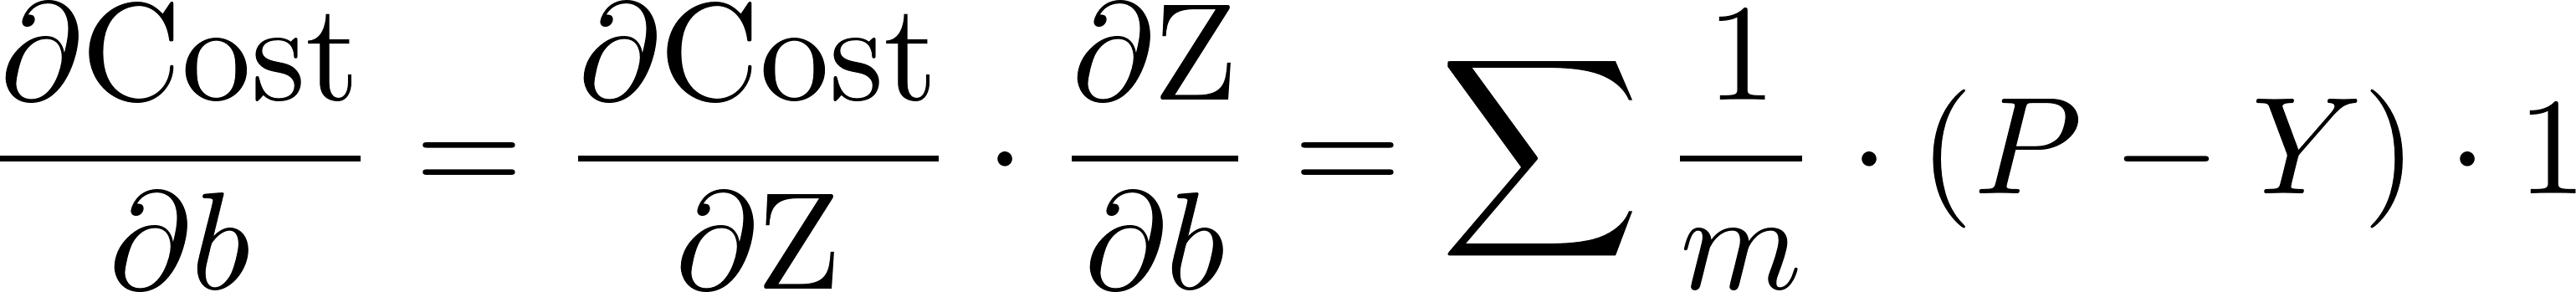 ∂Cost/∂b = ∂Cost/∂Z · ∂Z/∂b = ∑ 1/m · (P − Y) · 1